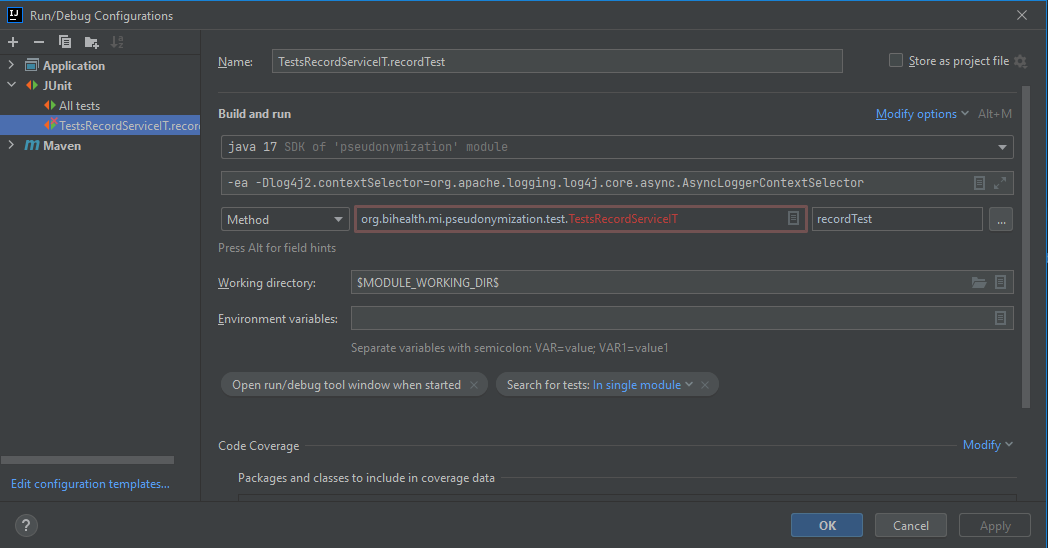 Run/Debug Configurations
Application
JUnit
All tests
TestsRecordServiceIT.recor
Maven
Edit configuration templates...
Name: TestsRecordServiceIT.recordTest Store as project file
Build and run Modify options Alt+M
java 17 SDK of 'pseudonymization' module
-ea -Dlog4j2.contextSelector=org.apache.logging.log4j.core.async.AsyncLoggerContextSelector
Method org.bihealth.mi.pseudonymization.test.TestsRecordServiceIT recordTest ...
Press Alt for field hints
Working directory: $MODULE_WORKING_DIR$
Environment variables:
Separate variables with semicolon: VAR=value; VAR1=value1
Open run/debug tool window when started Search for tests: In single module
Code Coverage Modify
Packages and classes to include in coverage data
? OK Cancel Apply